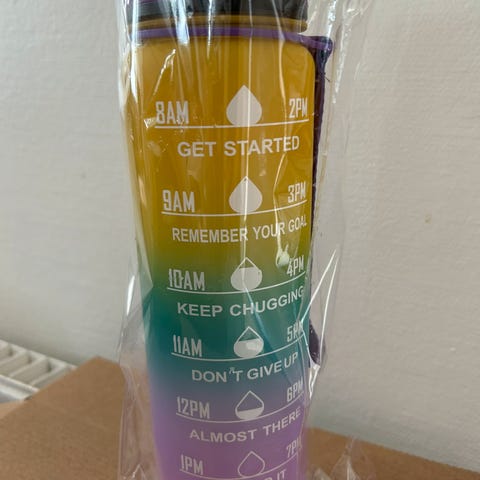 8AM 2PM
GET STARTED
9AM 3PM
REMEMBER YOUR GOAL
10AM 4PM
KEEP CHUGGING
11AM 5PM
DON'T GIVE UP
12PM 6PM
ALMOST THERE
1PM 7PM
IT